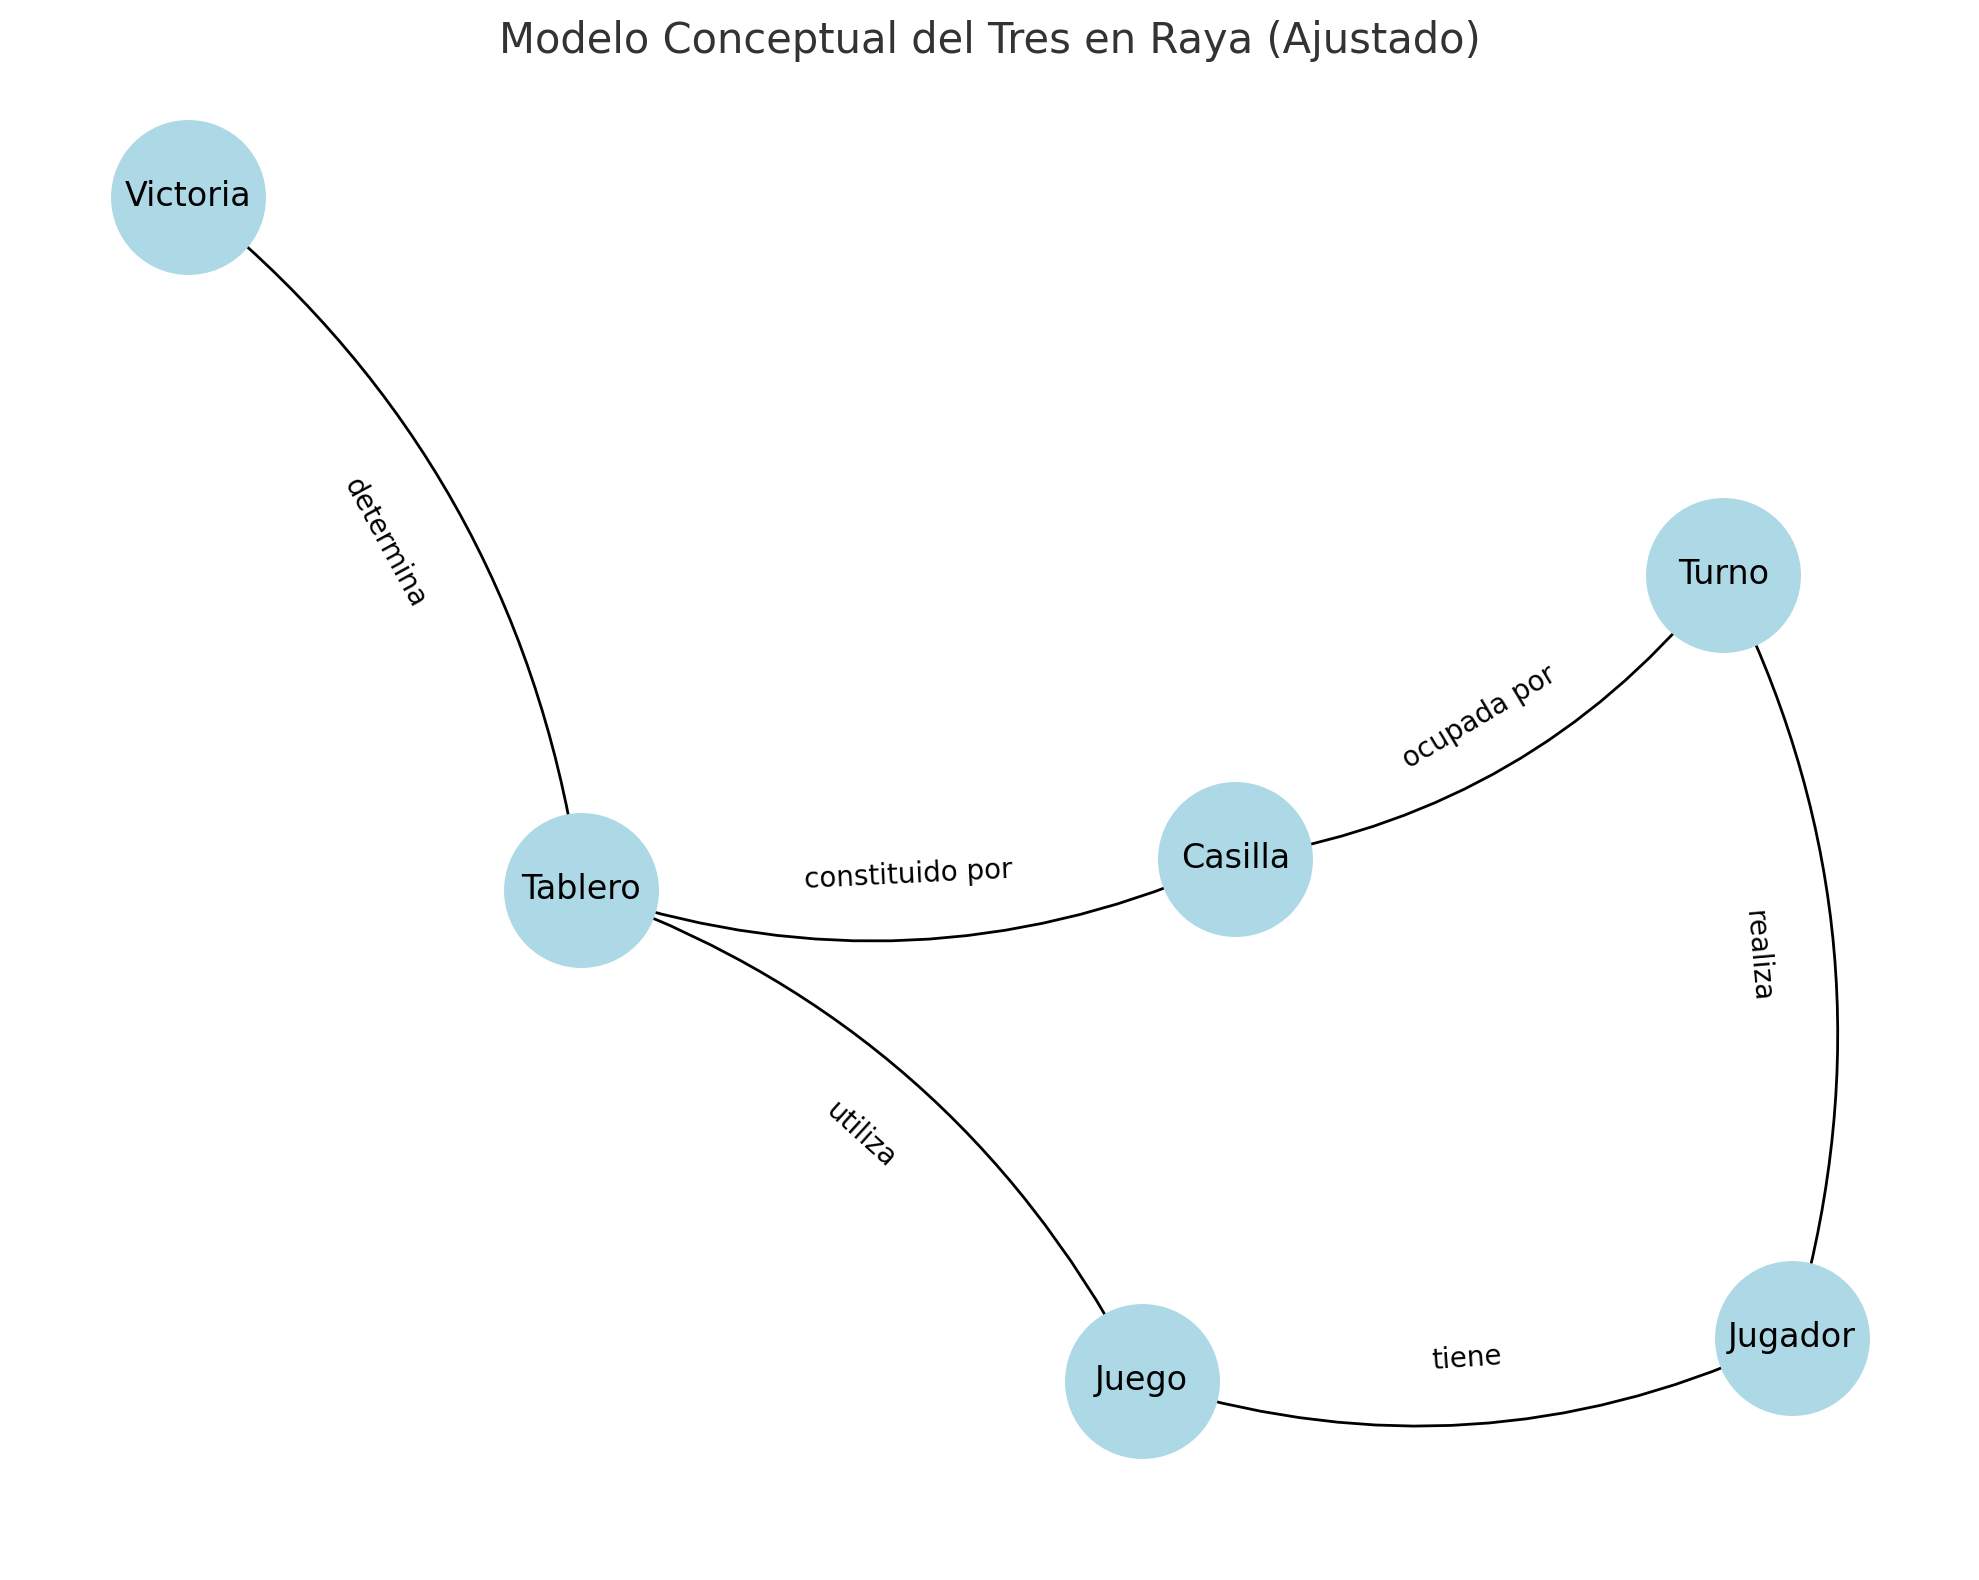 Modelo Conceptual del Tres en Raya (Ajustado)
Victoria
determina
Turno
ocupada por
Casilla
constituido por
Tablero
realiza
utiliza
Jugador
tiene
Juego